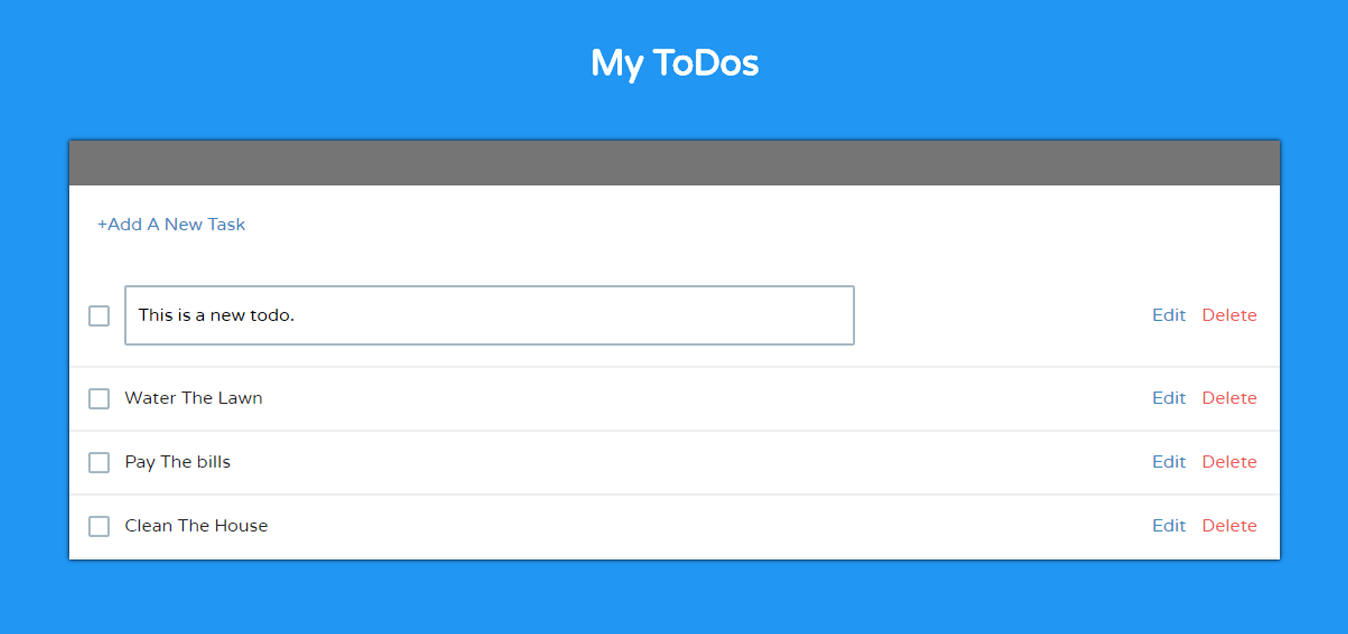 My ToDos
+Add A New Task
This is a new todo. Edit Delete
Water The Lawn Edit Delete
Pay The bills Edit Delete
Clean The House Edit Delete